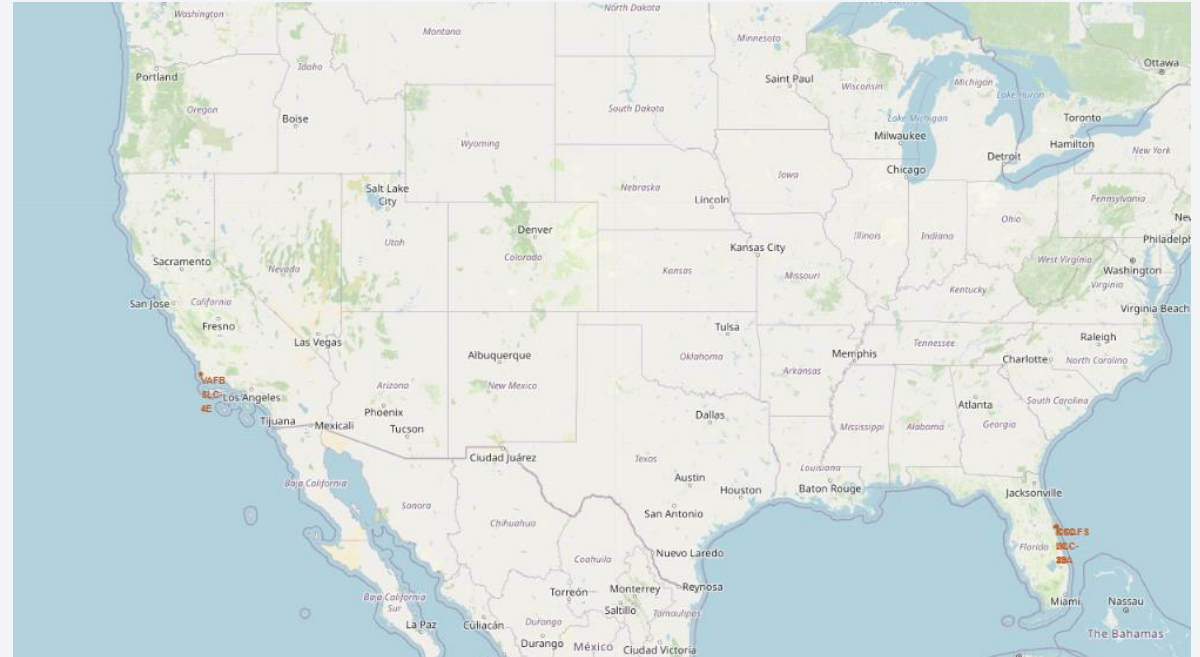 Washington
North Dakota
Montana
Minnesota
Ottawa
Portland
Idaho
Saint Paul
Wisconsin
Michigan
Lake Huron
Oregon
Boise
South Dakota
Lake Michigan
Toronto
Milwaukee
Hamilton
Wyoming
New York
Detroit
Chicago
Iowa
Salt Lake
City
Nebraska
Lincoln
Pennsylvania
Ohio
Denver
Utah
Colorado
Illinois
Indiana
Philadelph
Kansas City
Sacramento
Nevada
Kansas
Missouri
West Virginia
Washington
Virginia
Kentucky
San Jose
California
Virginia Beach
Fresno
Las Vegas
Tulsa
Raleigh
Albuquerque
Oklahoma
Memphis
Tennessee
Charlotte
North Carolina
Arkansas
VAFB
SLC-
4E
Los Angeles
Arizona
New Mexico
South Carolina
Atlanta
Phoenix
Dallas
Tijuana
Mexicali
Tucson
Mississippi
Alabama
Georgia
Ciudad Juárez
Texas
Louisiana
Baja California
Austin
Houston
Baton Rouge
Jacksonville
Sonora
San Antonio
Chihuahua
Florida
Nuevo Laredo
Coahuila
Baja California
Sur
Torreón
Monterrey
Reynosa
Saltillo
Tamaulipas
Miami
Nassau
La Paz
Culiacán
Durango
Durango
México
Ciudad Victoria
The Bahamas